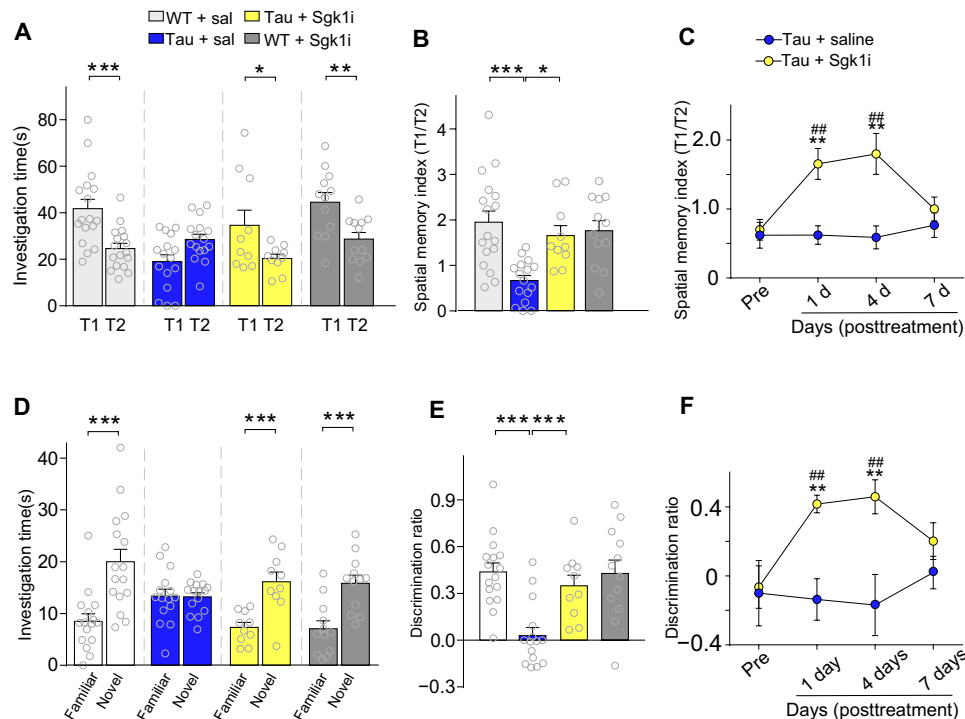 WT + sal
Tau + Sgk1i
Tau + sal
WT + Sgk1i
A
***
*
**
Investigation time(s)
80
60
40
20
0
T1 T2
T1 T2
T1 T2
T1 T2
B
***
*
Spatial memory index (T1/T2)
4
3
2
1
0
C
Tau + saline
Tau + Sgk1i
##
**
##
**
Spatial memory index (T1/T2)
2.0
1.0
0
Pre
1 d
4 d
7 d
Days (posttreatment)
D
***
***
***
Investigation time(s)
40
30
20
10
0
Familiar
Novel
Familiar
Novel
Familiar
Novel
Familiar
Novel
E
***
***
Discrimination ratio
0.9
0.6
0.3
0.0
−0.3
F
##
**
##
**
Discrimination ratio
0.4
0
−0.4
Pre
1 day
4 days
7 days
Days (posttreatment)